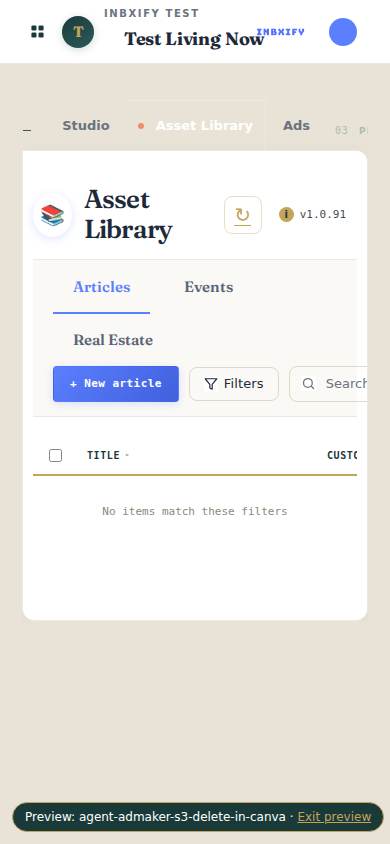 INBXIFY TEST
T
Test Living Now
INBXIFY
Studio
Asset Library
Ads
03
Asset Library
↻
i v1.0.91
Articles
Events
Real Estate
+ New article
Filters
Search
TITLE
No items match these filters
Preview: agent-admaker-s3-delete-in-canva · Exit preview